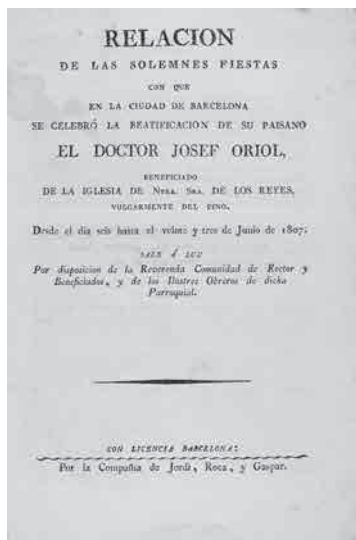 RELACION
DE LAS SOLEMNES FIESTAS
CON QUE
EN LA CIUDAD DE BARCELONA
SE CELEBRÓ LA BEATIFICACION DE SU PAISANO
EL DOCTOR JOSEF ORIOL,
BENEFICIADO
DE LA IGLESIA DE NTRA. SRA. DE LOS REYES,
VULGARMENTE DEL PINO,
Desde el dia seis hasta el veinte y tres de Junio de 1807:
SALE Á LUZ
Por disposicion de la Reverenda Comunidad de Rector y
Beneficiados, y de los Ilustres Obreros de dicha
Parroquial.
CON LICENCIA BARCELONA:
Por la Compañia de Jordi, Roca, y Gaspar.